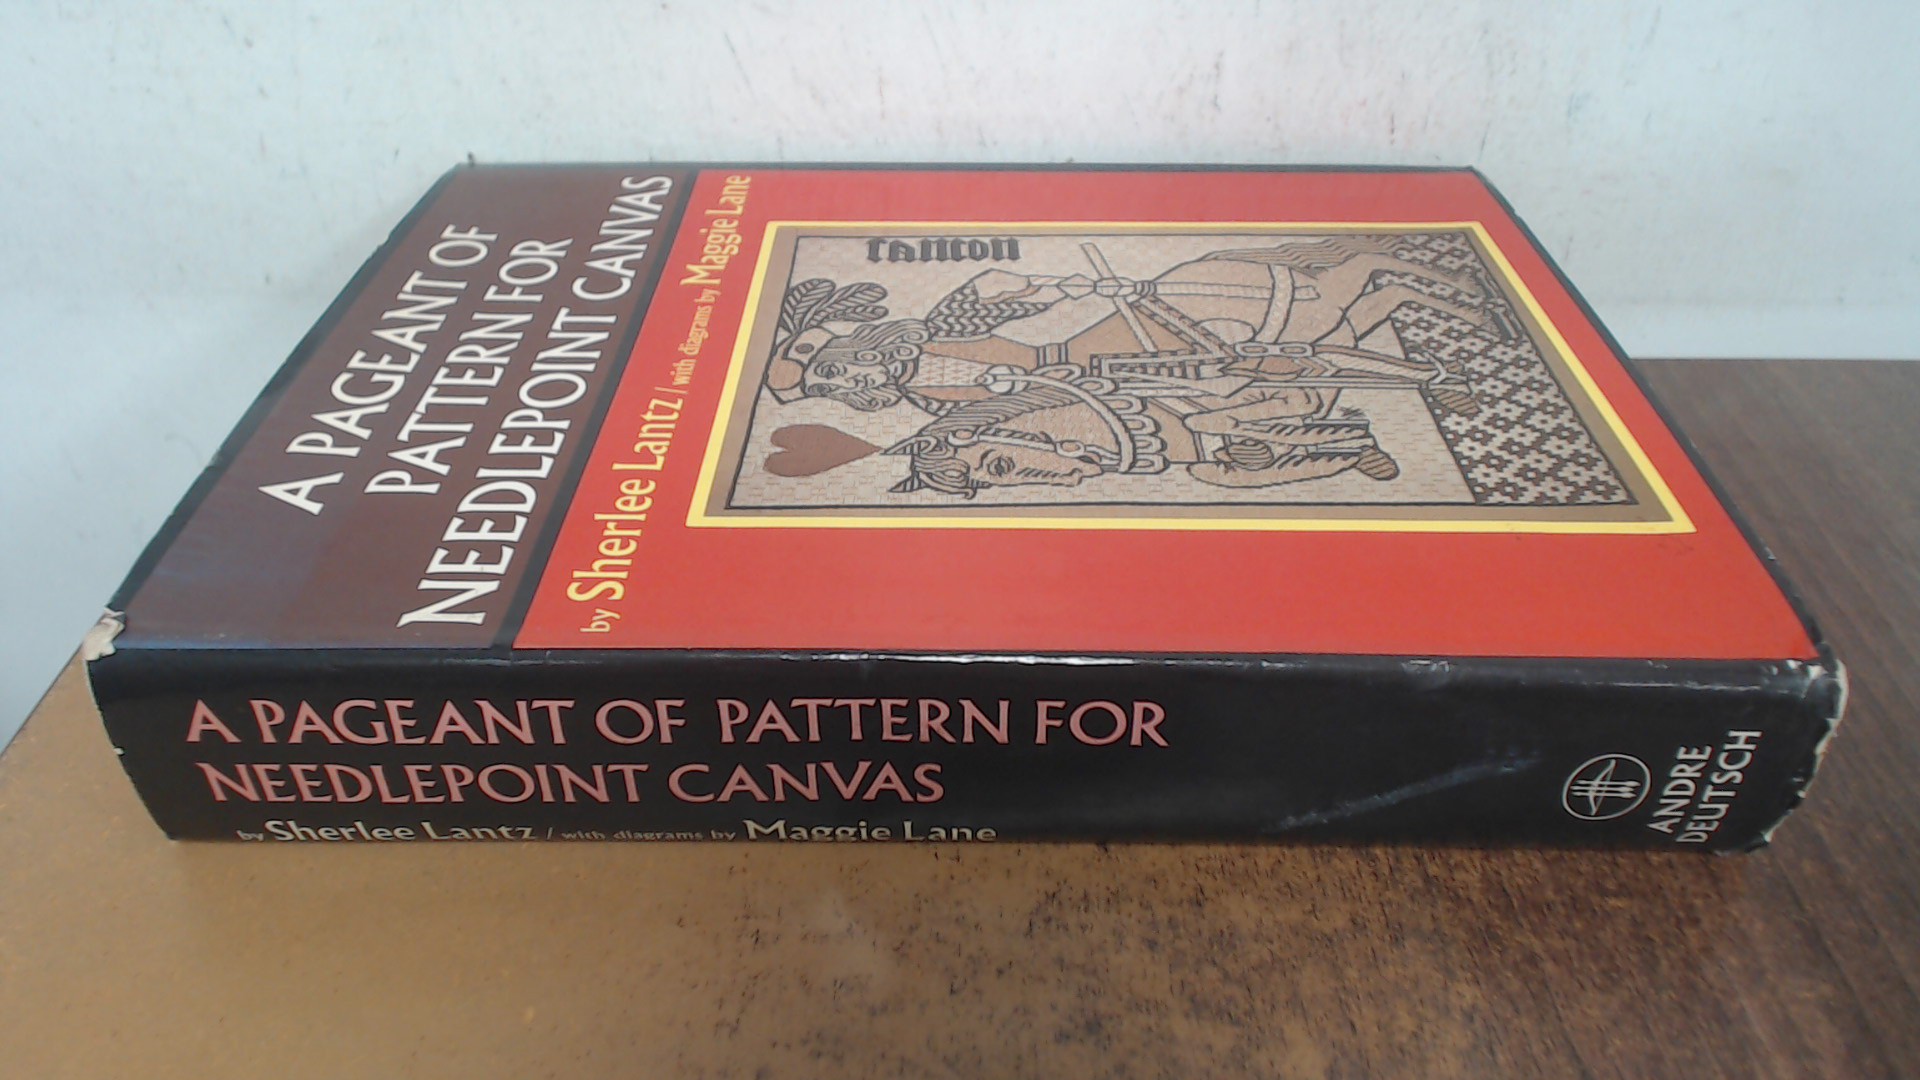 A PAGEANT OF
PATTERN FOR
NEEDLEPOINT CANVAS
by Sherlee Lantz / with diagrams by Maggie Lane
A PAGEANT OF PATTERN FOR
NEEDLEPOINT CANVAS
by Sherlee Lantz / with diagrams by Maggie Lane
ANDRE
DEUTSCH